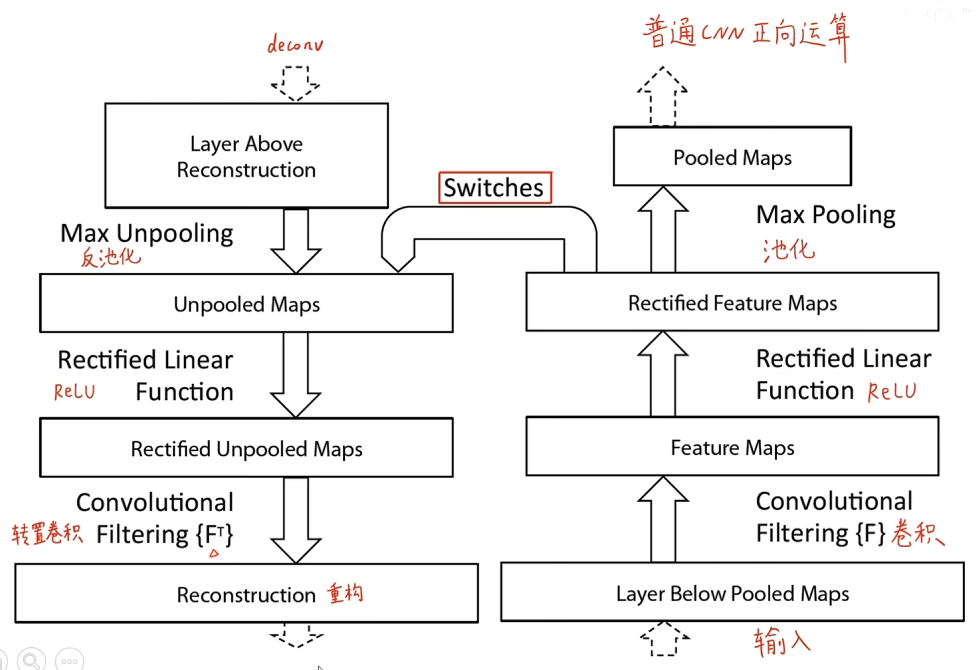 deconv
普通CNN正向运算
Layer Above
Reconstruction
Pooled Maps
Switches
Max Unpooling
反池化
Max Pooling
池化
Unpooled Maps
Rectified Feature Maps
Rectified Linear
ReLU Function
Rectified Linear
Function ReLU
Rectified Unpooled Maps
Feature Maps
Convolutional
转置卷积 Filtering {Fᵀ}
Convolutional
Filtering {F} 卷积
Reconstruction 重构
Layer Below Pooled Maps
输入